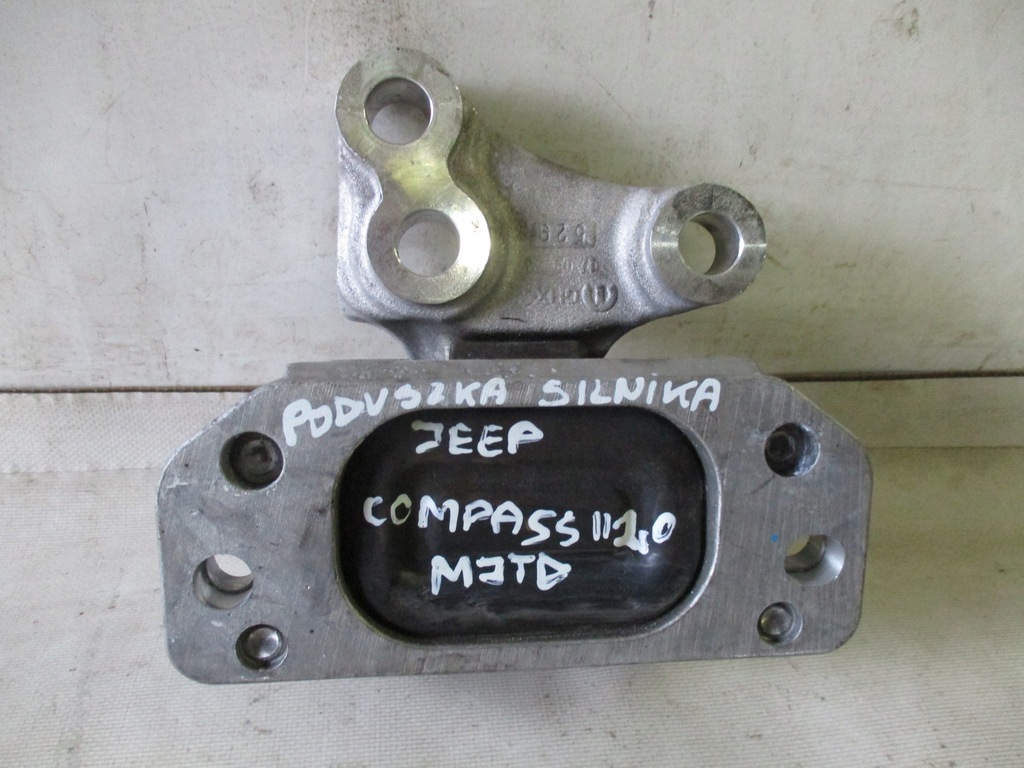 PODUSZKA SILNIKA
JEEP
COMPASS II 2,0
MJTD